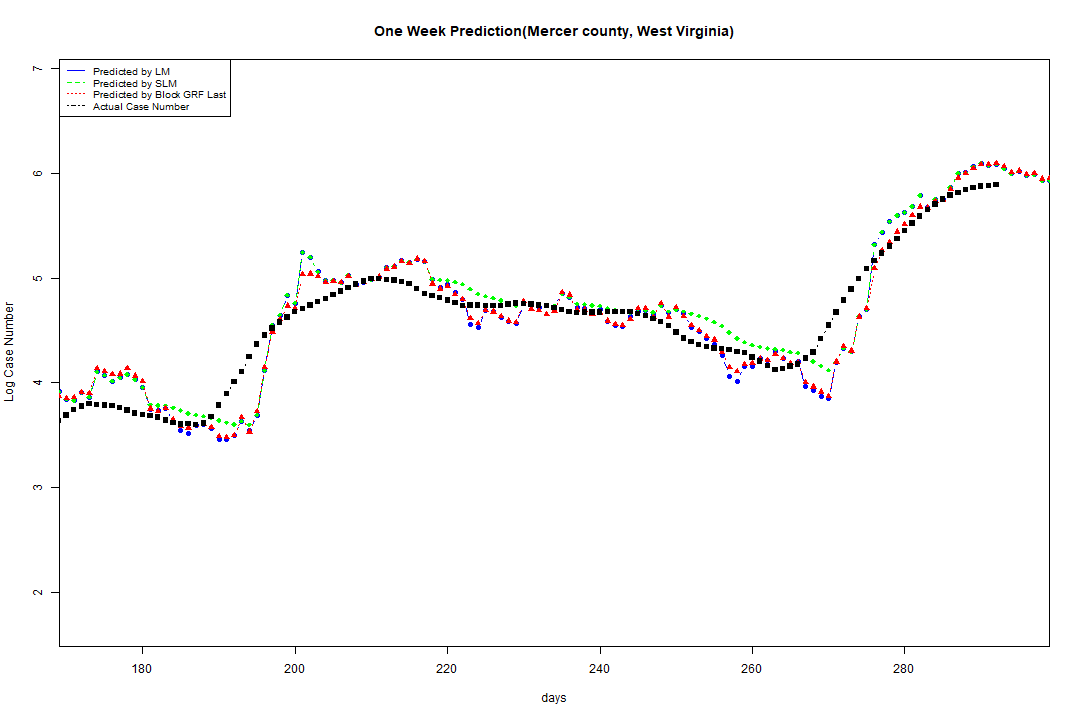 One Week Prediction(Mercer county, West Virginia)
Predicted by LM
Predicted by SLM
Predicted by Block GRF Last
Actual Case Number
7
6
5
4
3
2
Log Case Number
180 200 220 240 260 280
days